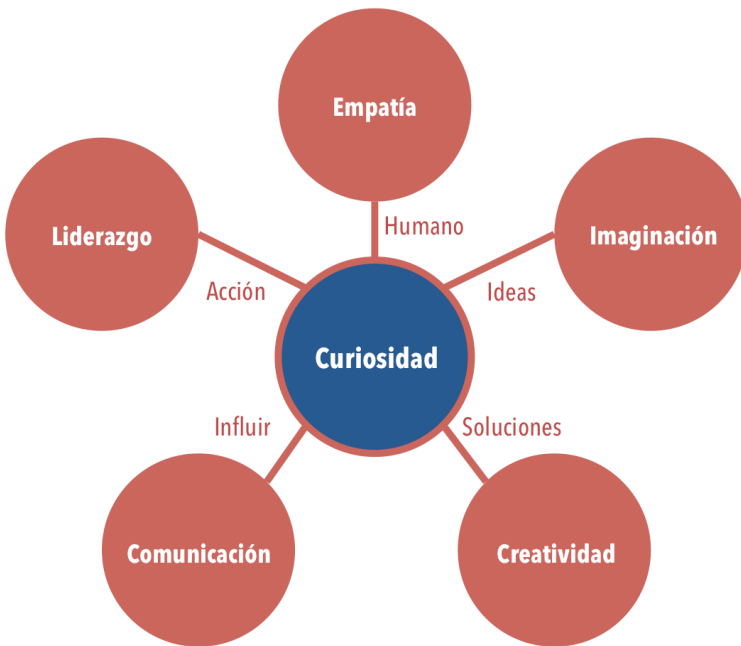 Empatía
Liderazgo
Humano
Imaginación
Acción
Ideas
Curiosidad
Influir
Soluciones
Comunicación
Creatividad